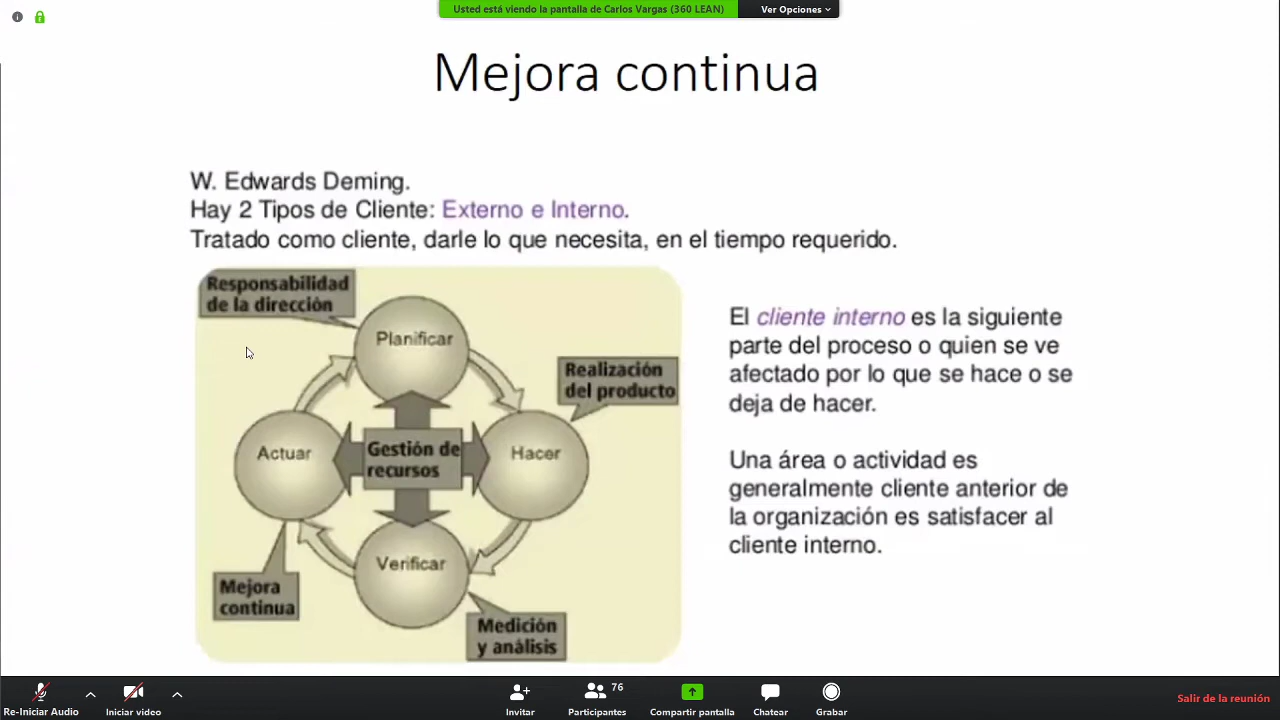 Usted está viendo la pantalla de Carlos Vargas (360 LEAN)
Ver Opciones
Mejora continua
W. Edwards Deming.
Hay 2 Tipos de Cliente: Externo e Interno.
Tratado como cliente, darle lo que necesita, en el tiempo requerido.
Responsabilidad
de la dirección
Planificar
Realización
del producto
Actuar
Gestión de
recursos
Hacer
Verificar
Mejora
continua
Medición
y análisis
El cliente interno es la siguiente
parte del proceso o quien se ve
afectado por lo que se hace o se
deja de hacer.
Una área o actividad es
generalmente cliente anterior de
la organización es satisfacer al
cliente interno.
Re-Iniciar Audio
Iniciar video
Invitar
76
Participantes
Compartir pantalla
Chatear
Grabar
Salir de la reunión